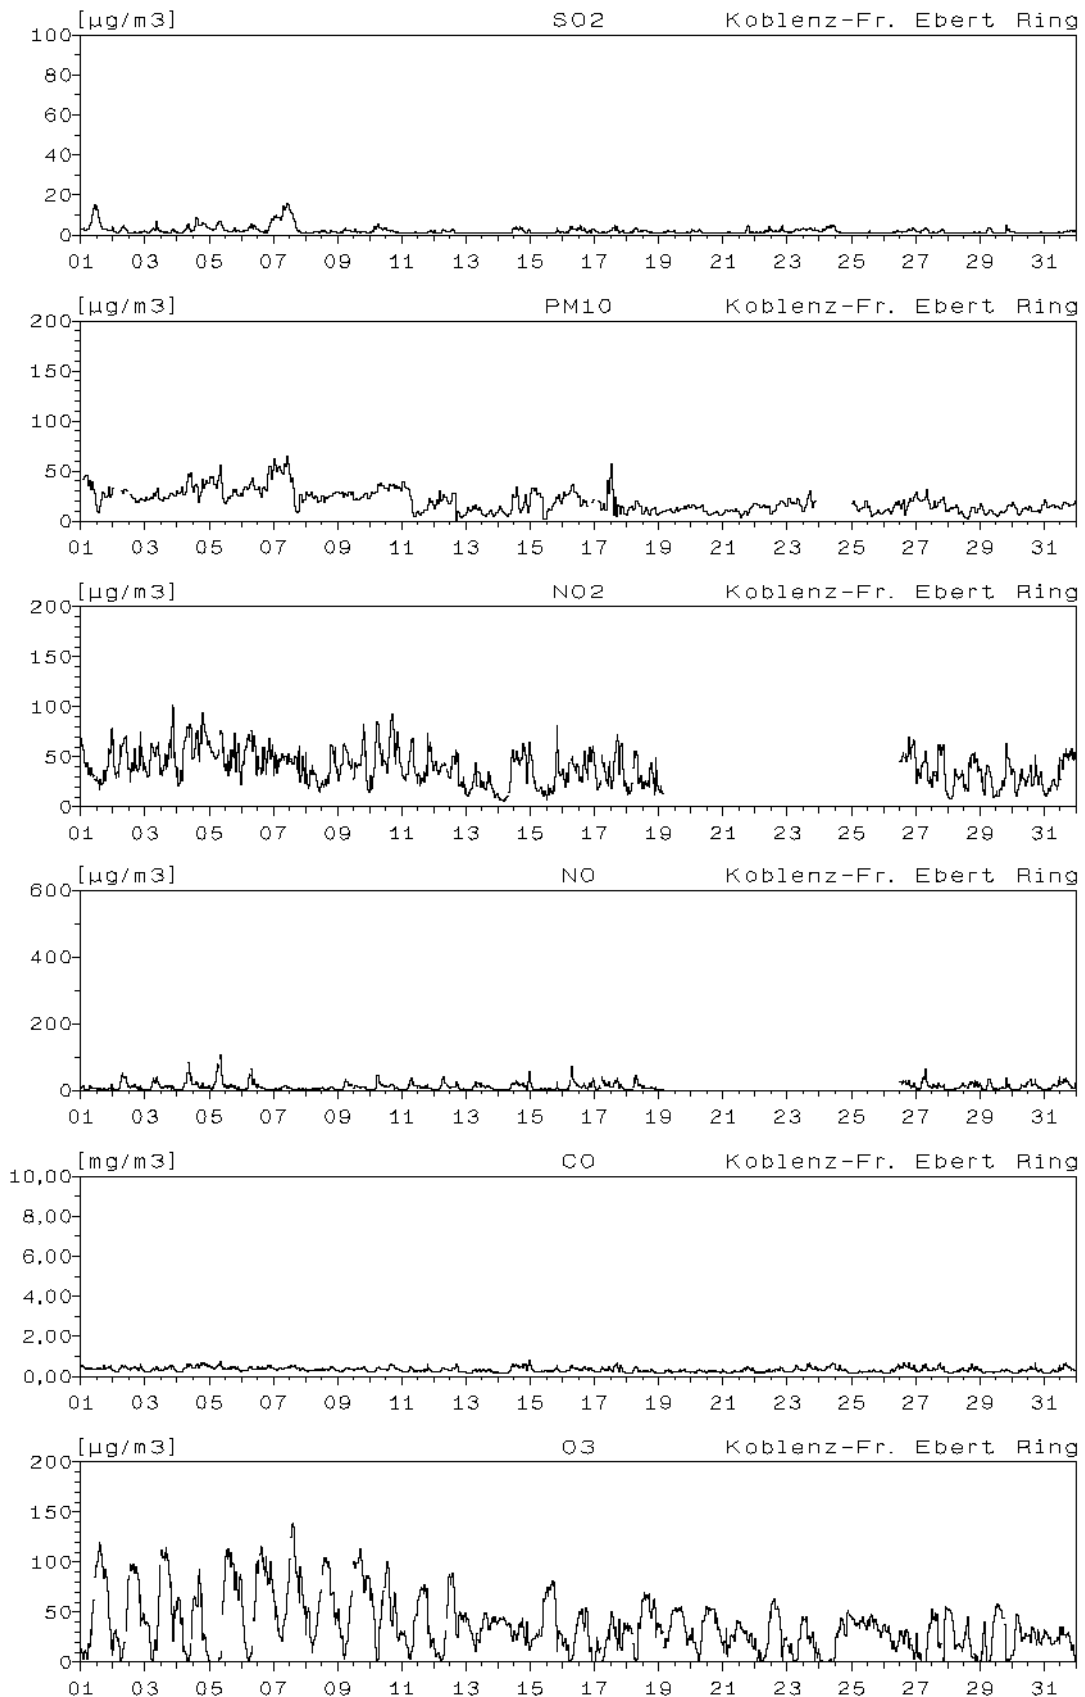 [µg/m3] SO2 Koblenz-Fr. Ebert Ring
100
80
60
40
20
0
01 03 05 07 09 11 13 15 17 19 21 23 25 27 29 31
[µg/m3] PM10 Koblenz-Fr. Ebert Ring
200
150
100
50
0
01 03 05 07 09 11 13 15 17 19 21 23 25 27 29 31
[µg/m3] NO2 Koblenz-Fr. Ebert Ring
200
150
100
50
0
01 03 05 07 09 11 13 15 17 19 21 23 25 27 29 31
[µg/m3] NO Koblenz-Fr. Ebert Ring
600
400
200
0
01 03 05 07 09 11 13 15 17 19 21 23 25 27 29 31
[mg/m3] CO Koblenz-Fr. Ebert Ring
10,00
8,00
6,00
4,00
2,00
0,00
01 03 05 07 09 11 13 15 17 19 21 23 25 27 29 31
[µg/m3] O3 Koblenz-Fr. Ebert Ring
200
150
100
50
0
01 03 05 07 09 11 13 15 17 19 21 23 25 27 29 31